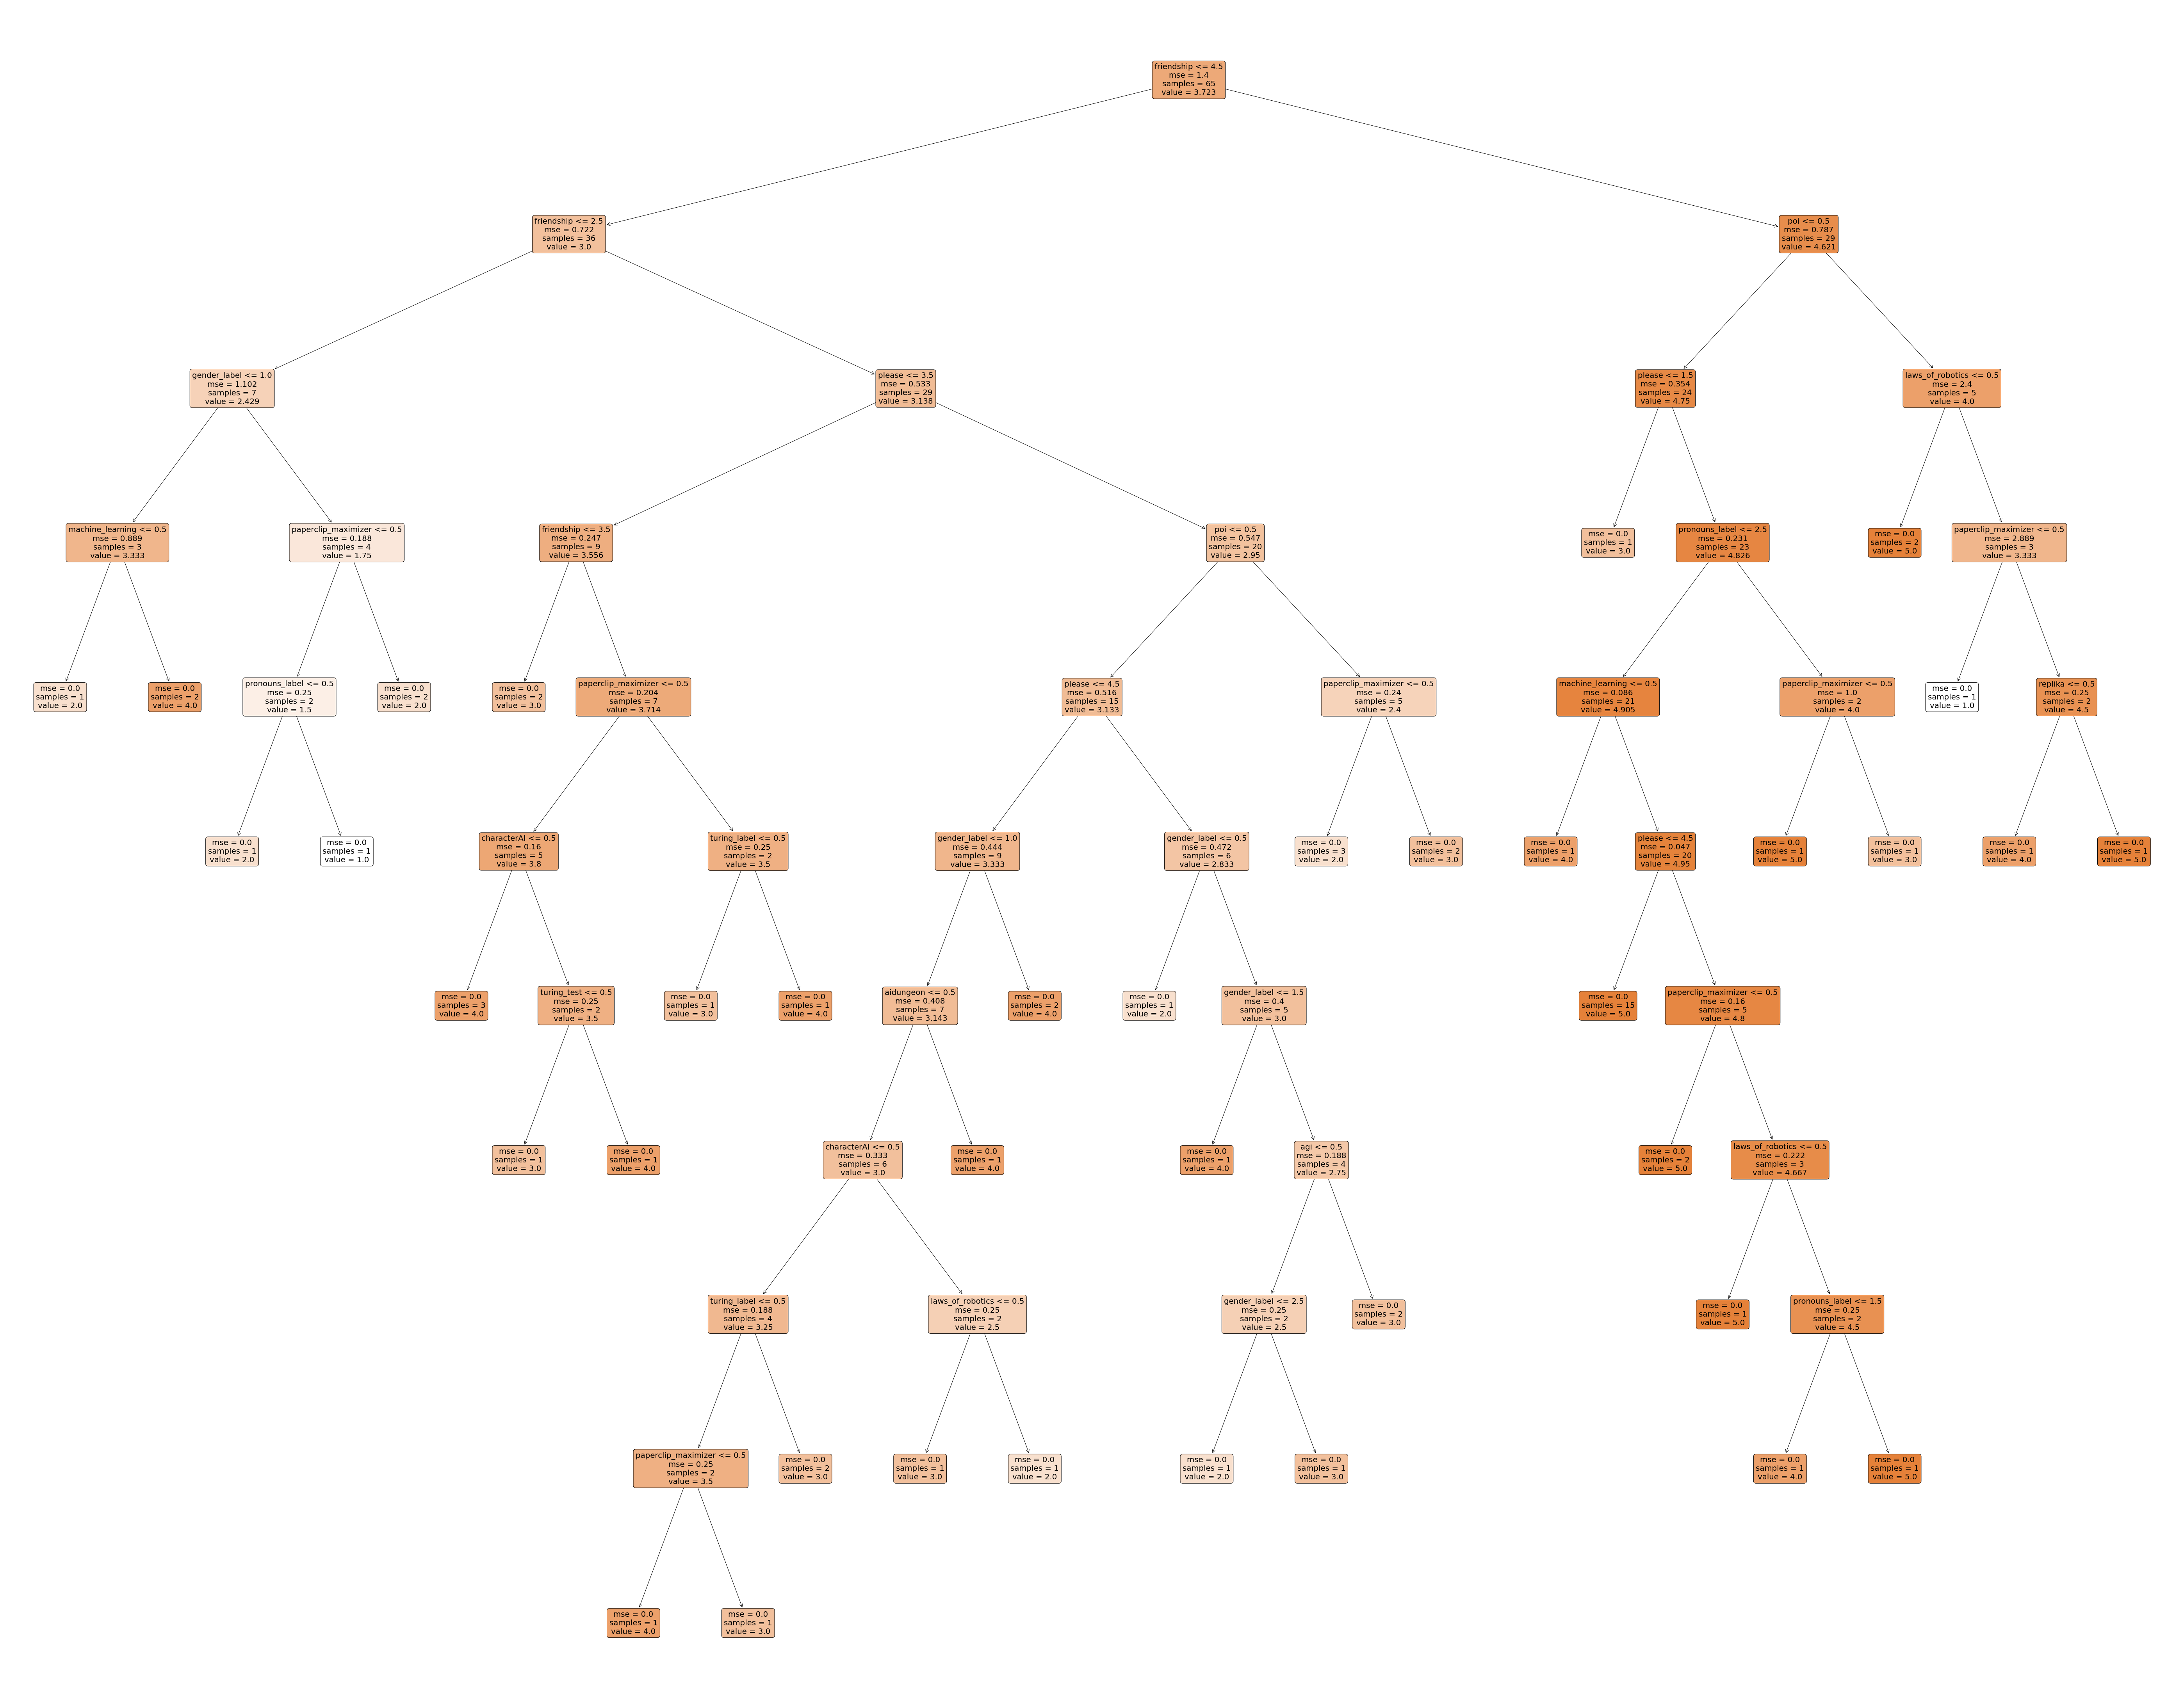 friendship <= 4.5
mse = 1.4
samples = 65
value = 3.723
friendship <= 2.5
mse = 0.722
samples = 36
value = 3.0
poi <= 0.5
mse = 0.787
samples = 29
value = 4.621
gender_label <= 1.0
mse = 1.102
samples = 7
value = 2.429
please <= 3.5
mse = 0.533
samples = 29
value = 3.138
please <= 1.5
mse = 0.354
samples = 24
value = 4.75
laws_of_robotics <= 0.5
mse = 2.4
samples = 5
value = 4.0
machine_learning <= 0.5
mse = 0.889
samples = 3
value = 3.333
paperclip_maximizer <= 0.5
mse = 0.188
samples = 4
value = 1.75
friendship <= 3.5
mse = 0.247
samples = 9
value = 3.556
poi <= 0.5
mse = 0.547
samples = 20
value = 2.95
mse = 0.0
samples = 1
value = 3.0
pronouns_label <= 2.5
mse = 0.231
samples = 23
value = 4.826
mse = 0.0
samples = 2
value = 5.0
paperclip_maximizer <= 0.5
mse = 2.889
samples = 3
value = 3.333
mse = 0.0
samples = 1
value = 2.0
mse = 0.0
samples = 2
value = 4.0
pronouns_label <= 0.5
mse = 0.25
samples = 2
value = 1.5
mse = 0.0
samples = 2
value = 2.0
mse = 0.0
samples = 2
value = 3.0
paperclip_maximizer <= 0.5
mse = 0.204
samples = 7
value = 3.714
please <= 4.5
mse = 0.516
samples = 15
value = 3.133
paperclip_maximizer <= 0.5
mse = 0.24
samples = 5
value = 2.4
machine_learning <= 0.5
mse = 0.086
samples = 21
value = 4.905
paperclip_maximizer <= 0.5
mse = 1.0
samples = 2
value = 4.0
mse = 0.0
samples = 1
value = 1.0
replika <= 0.5
mse = 0.25
samples = 2
value = 4.5
mse = 0.0
samples = 1
value = 2.0
mse = 0.0
samples = 1
value = 1.0
characterAI <= 0.5
mse = 0.16
samples = 5
value = 3.8
turing_label <= 0.5
mse = 0.25
samples = 2
value = 3.5
gender_label <= 1.0
mse = 0.444
samples = 9
value = 3.333
gender_label <= 0.5
mse = 0.472
samples = 6
value = 2.833
mse = 0.0
samples = 3
value = 2.0
mse = 0.0
samples = 2
value = 3.0
mse = 0.0
samples = 1
value = 4.0
please <= 4.5
mse = 0.047
samples = 20
value = 4.95
mse = 0.0
samples = 1
value = 5.0
mse = 0.0
samples = 1
value = 3.0
mse = 0.0
samples = 1
value = 4.0
mse = 0.0
samples = 1
value = 5.0
mse = 0.0
samples = 3
value = 4.0
turing_test <= 0.5
mse = 0.25
samples = 2
value = 3.5
mse = 0.0
samples = 1
value = 3.0
mse = 0.0
samples = 1
value = 4.0
aidungeon <= 0.5
mse = 0.408
samples = 7
value = 3.143
mse = 0.0
samples = 2
value = 4.0
mse = 0.0
samples = 1
value = 2.0
gender_label <= 1.5
mse = 0.4
samples = 5
value = 3.0
mse = 0.0
samples = 15
value = 5.0
paperclip_maximizer <= 0.5
mse = 0.16
samples = 5
value = 4.8
mse = 0.0
samples = 1
value = 3.0
mse = 0.0
samples = 1
value = 4.0
characterAI <= 0.5
mse = 0.333
samples = 6
value = 3.0
mse = 0.0
samples = 1
value = 4.0
mse = 0.0
samples = 1
value = 4.0
agi <= 0.5
mse = 0.188
samples = 4
value = 2.75
mse = 0.0
samples = 2
value = 5.0
laws_of_robotics <= 0.5
mse = 0.222
samples = 3
value = 4.667
turing_label <= 0.5
mse = 0.188
samples = 4
value = 3.25
laws_of_robotics <= 0.5
mse = 0.25
samples = 2
value = 2.5
gender_label <= 2.5
mse = 0.25
samples = 2
value = 2.5
mse = 0.0
samples = 2
value = 3.0
mse = 0.0
samples = 1
value = 5.0
pronouns_label <= 1.5
mse = 0.25
samples = 2
value = 4.5
paperclip_maximizer <= 0.5
mse = 0.25
samples = 2
value = 3.5
mse = 0.0
samples = 2
value = 3.0
mse = 0.0
samples = 1
value = 3.0
mse = 0.0
samples = 1
value = 2.0
mse = 0.0
samples = 1
value = 2.0
mse = 0.0
samples = 1
value = 3.0
mse = 0.0
samples = 1
value = 4.0
mse = 0.0
samples = 1
value = 5.0
mse = 0.0
samples = 1
value = 4.0
mse = 0.0
samples = 1
value = 3.0